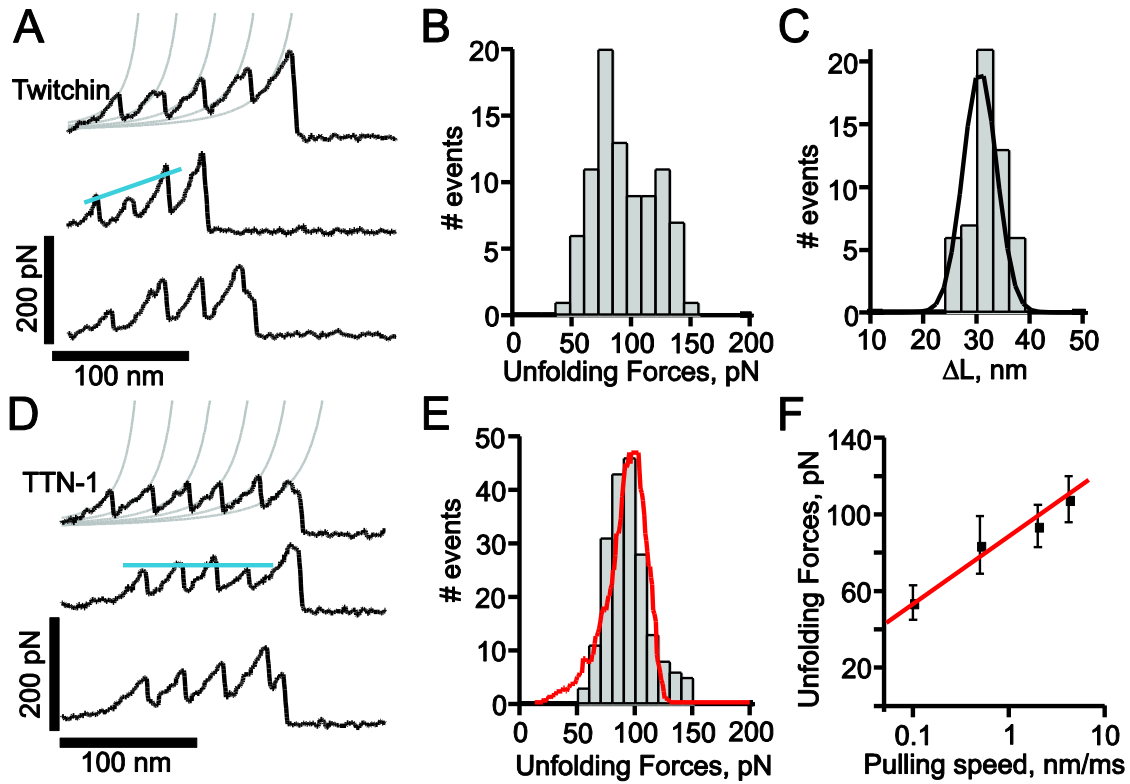 A
Twitchin
200 pN
100 nm
B
# events
20
15
10
5
0
0 50 100 150 200
Unfolding Forces, pN
C
# events
20
15
10
5
0
10 20 30 40 50
ΔL, nm
D
TTN-1
200 pN
100 nm
E
# events
50
40
30
20
10
0
0 50 100 150 200
Unfolding Forces, pN
F
Unfolding Forces, pN
140
100
60
20
0.1 1 10
Pulling speed, nm/ms